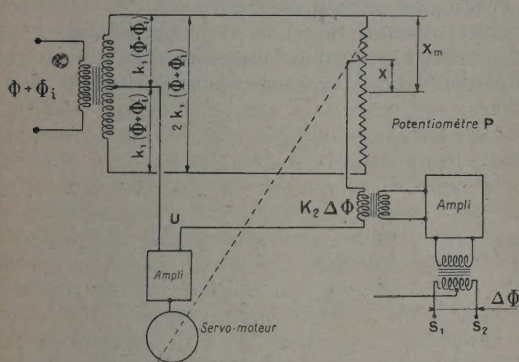 Φ + Φi
k₁ (Φ+Φi)
k₁ (Φ+Φi)
2 k₁ (Φ+Φi)
X
Xm
Potentiomètre P
U
K₂ ΔΦ
Ampli
Ampli
Servo-moteur
ΔΦ
S₁
S₂